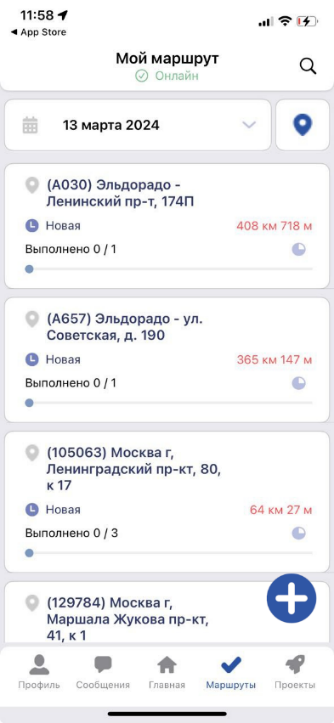 11:58
◀ App Store
Мой маршрут
Онлайн
13 марта 2024
(А030) Эльдорадо -
Ленинский пр-т, 174П
Новая
408 км 718 м
Выполнено 0 / 1
(А657) Эльдорадо - ул.
Советская, д. 190
Новая
365 км 147 м
Выполнено 0 / 1
(105063) Москва г,
Ленинградский пр-кт, 80,
к 17
Новая
64 км 27 м
Выполнено 0 / 3
(129784) Москва г,
Маршала Жукова пр-кт,
41, к 1
Профиль
Сообщения
Главная
Маршруты
Проекты